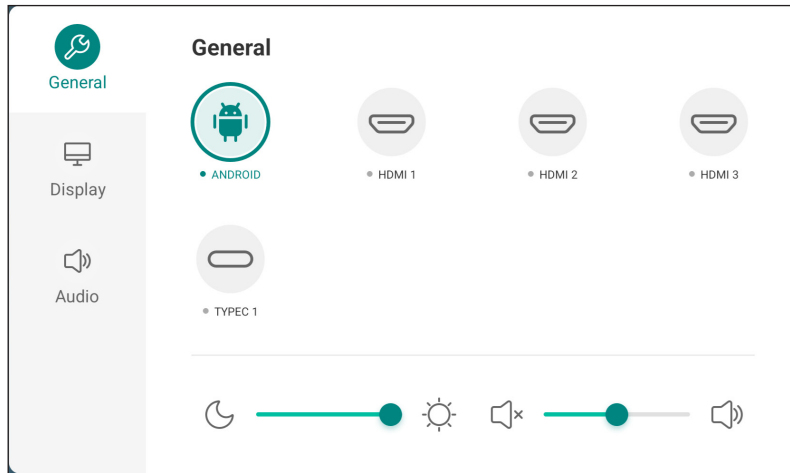 General
General
ANDROID
HDMI 1
HDMI 2
HDMI 3
Display
Audio
TYPEC 1